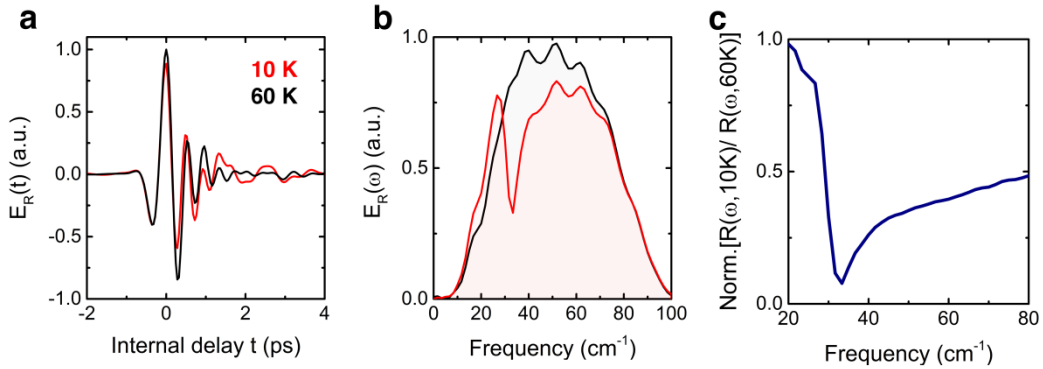 a
E_R(t) (a.u.)
1.0
0.5
0.0
-0.5
-1.0
10 K
60 K
-2
0
2
4
Internal delay t (ps)
b
E_R(ω) (a.u.)
1.0
0.5
0.0
0
20
40
60
80
100
Frequency (cm⁻¹)
c
Norm.[R(ω,10K)/ R(ω,60K)]
1.0
0.5
0.0
20
40
60
80
Frequency (cm⁻¹)